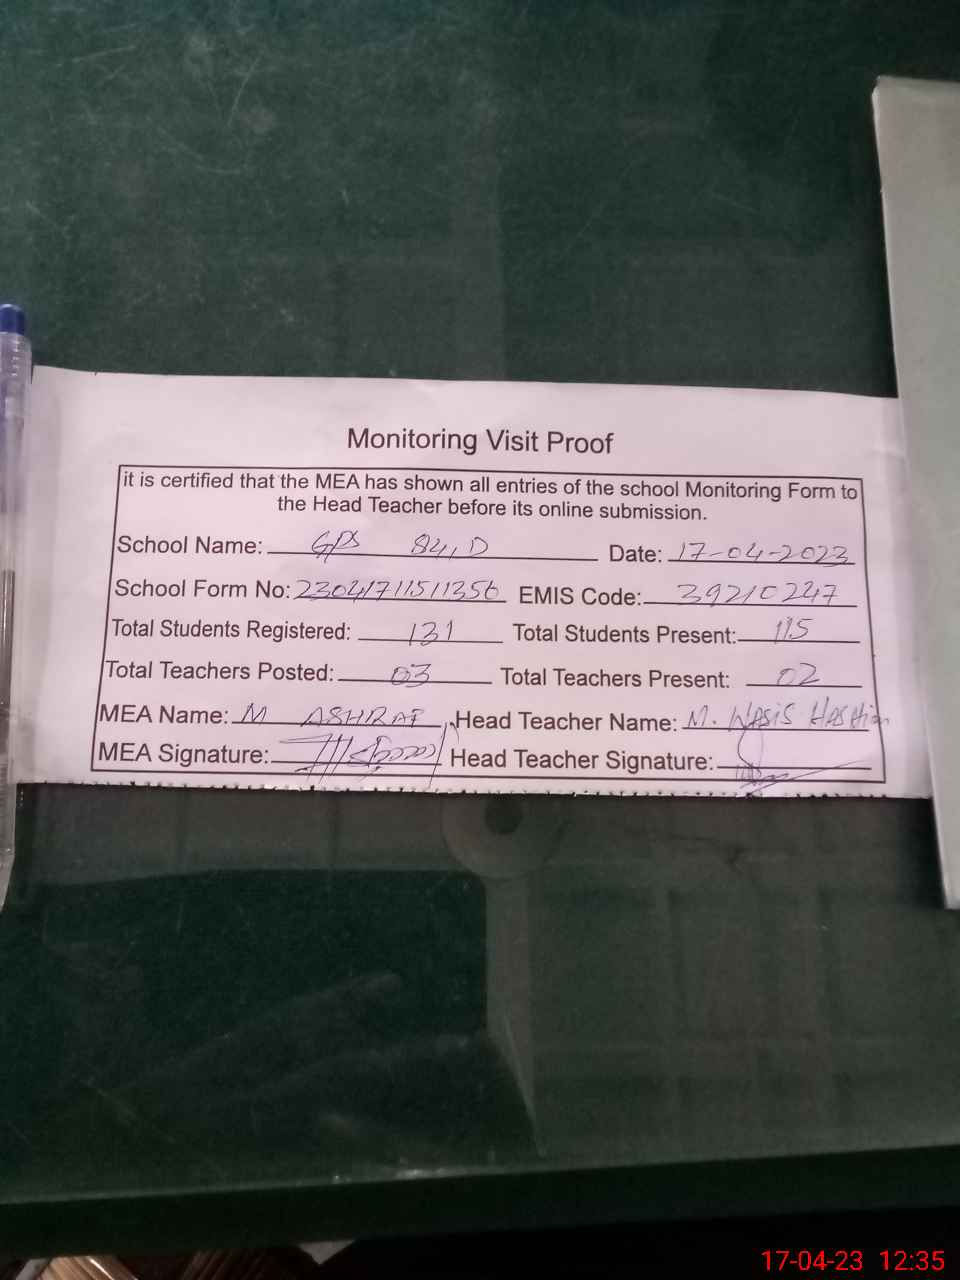 Monitoring Visit Proof
it is certified that the MEA has shown all entries of the school Monitoring Form to
the Head Teacher before its online submission.
School Name: GPS 84, D Date: 17-04-2023
School Form No: 23041711511356 EMIS Code: 39210247
Total Students Registered: 131 Total Students Present: 115
Total Teachers Posted: 03 Total Teachers Present: 02
MEA Name: M ASHRAF Head Teacher Name: M.
MEA Signature: Head Teacher Signature:
17-04-23 12:35